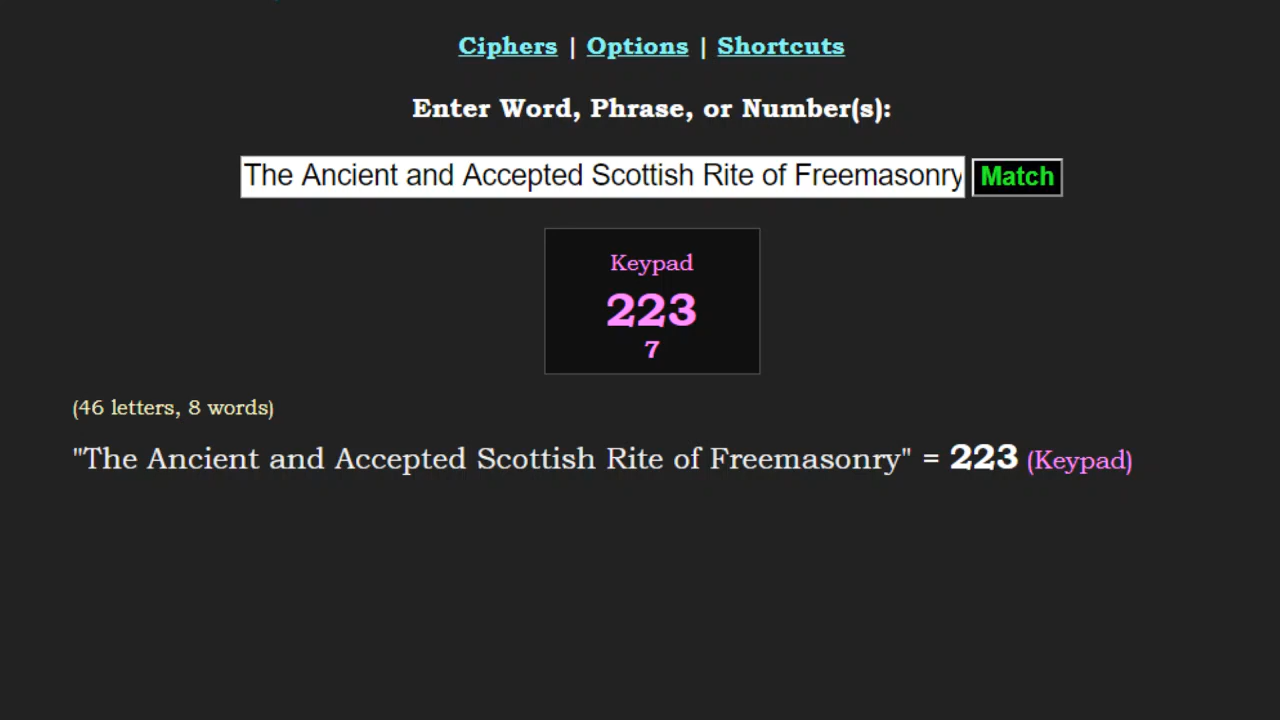 Ciphers | Options | Shortcuts
Enter Word, Phrase, or Number(s):
The Ancient and Accepted Scottish Rite of Freemasonry Match
Keypad
223
7
(46 letters, 8 words)
"The Ancient and Accepted Scottish Rite of Freemasonry" = 223 (Keypad)